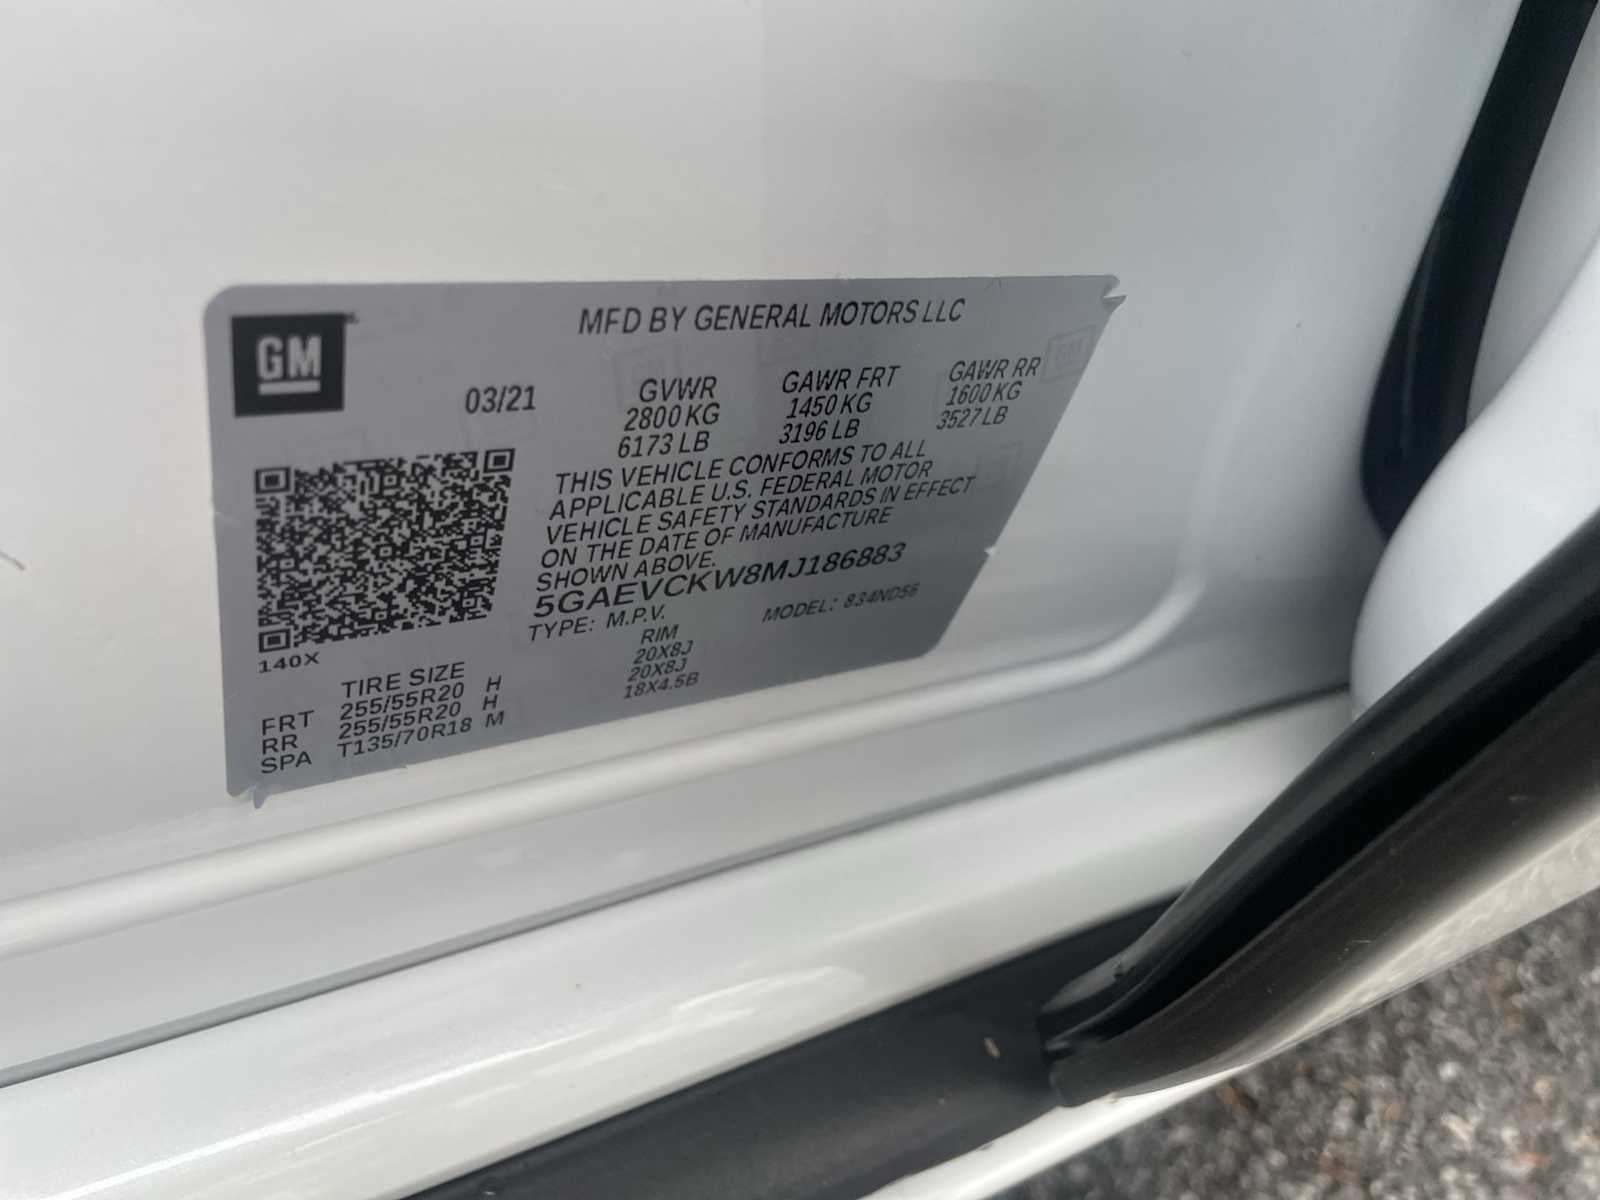 GM
MFD BY GENERAL MOTORS LLC
03/21
GVWR
2800 KG
6173 LB
GAWR FRT
1450 KG
3196 LB
GAWR RR
1600 KG
3527 LB
THIS VEHICLE CONFORMS TO ALL
APPLICABLE U.S. FEDERAL MOTOR
VEHICLE SAFETY STANDARDS IN EFFECT
ON THE DATE OF MANUFACTURE
SHOWN ABOVE.
5GAEVCKW8MJ186883
TYPE: M.P.V. MODEL: 834ND56
140X
TIRE SIZE RIM
FRT 255/55R20 H 20X8J
RR 255/55R20 H 20X8J
SPA T135/70R18 M 18X4.5B